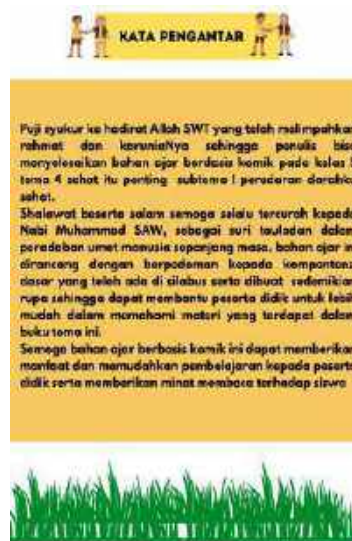 KATA PENGANTAR
Puji syukur ke hadirat Allah SWT yang telah melimpahkan
rahmat dan karuniaNya sehingga penulis bisa
menyelesaikan bahan ajar berdasis komik pada kelas 5
tema 4 sehat itu penting subtema 1 peredaran darahku
sehat.
Shalawat beserta salam semoga selalu tercurah kepada
Nabi Muhammad SAW, sebagai suri tauladan dalam
peradaban umat manusia sepanjang masa. bahan ajar in
dirancang dengan berpedoman kepada kompetensi
dasar yang telah ada di silabus serta dibuat sedemikian
rupa sehingga dapat membantu peserta didik untuk lebih
mudah dalam memahami materi yang terdapat dalam
buku tema ini.
Semoga bahan ajar berbasis komik ini dapat memberikan
manfaat dan memudahkan pembelajaran kepada peserta
didik serta memberikan minat membaca terhadap siswa